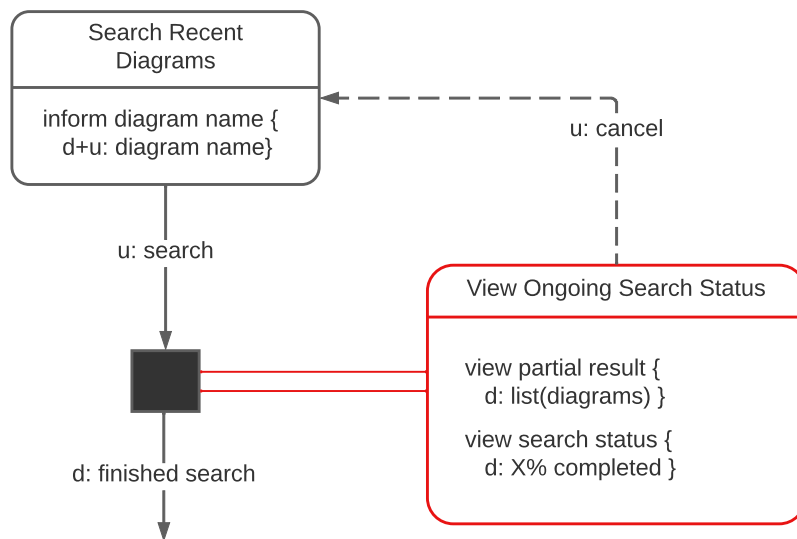 Search Recent
Diagrams
inform diagram name {
d+u: diagram name}
u: cancel
u: search
View Ongoing Search Status
view partial result {
d: list(diagrams) }
view search status {
d: X% completed }
d: finished search